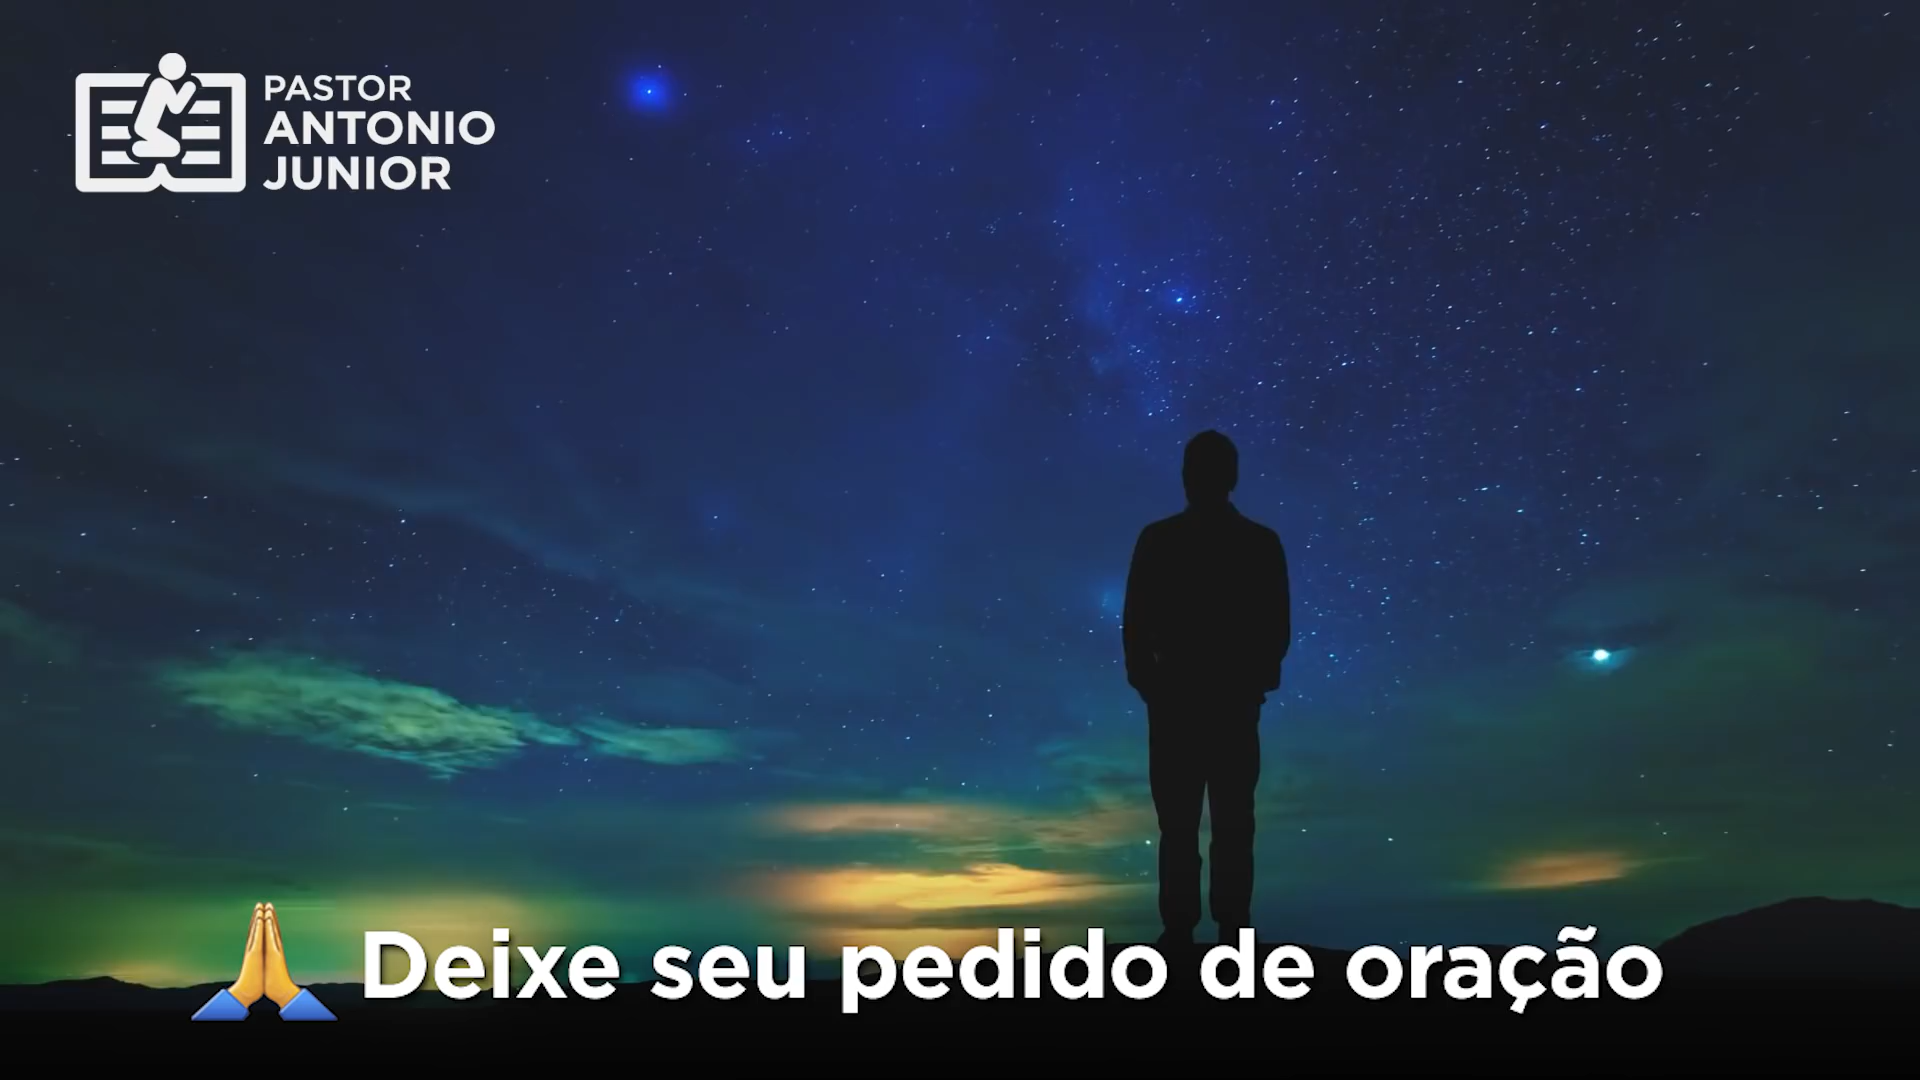 PASTOR
ANTONIO
JUNIOR
🙏 Deixe seu pedido de oração